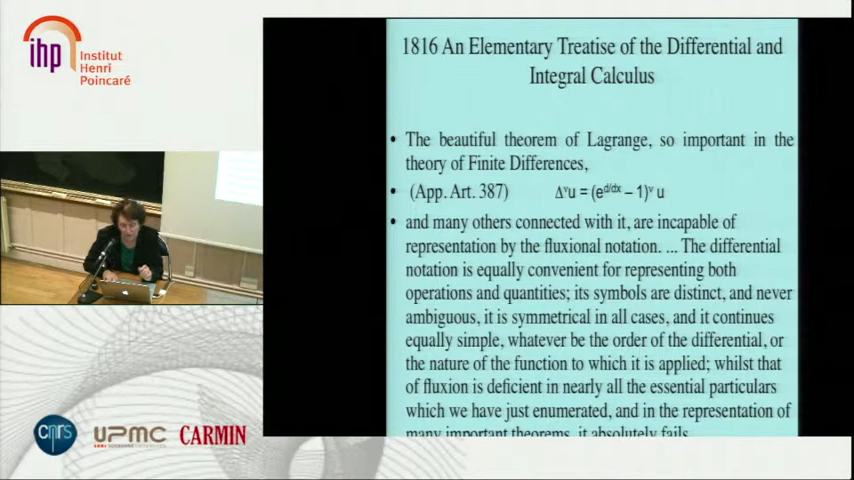 ihp
Institut
Henri
Poincaré
1816 An Elementary Treatise of the Differential and
Integral Calculus
• The beautiful theorem of Lagrange, so important in the
theory of Finite Differences,
• (App. Art. 387) Δᵛu = (e^d/dx – 1)ᵛ u
• and many others connected with it, are incapable of
representation by the fluxional notation. ... The differential
notation is equally convenient for representing both
operations and quantities; its symbols are distinct, and never
ambiguous, it is symmetrical in all cases, and it continues
equally simple, whatever be the order of the differential, or
the nature of the function to which it is applied; whilst that
of fluxion is deficient in nearly all the essential particulars
which we have just enumerated, and in the representation of
many important theorems, it absolutely fails.
cnrs
UPMC
CARMIN